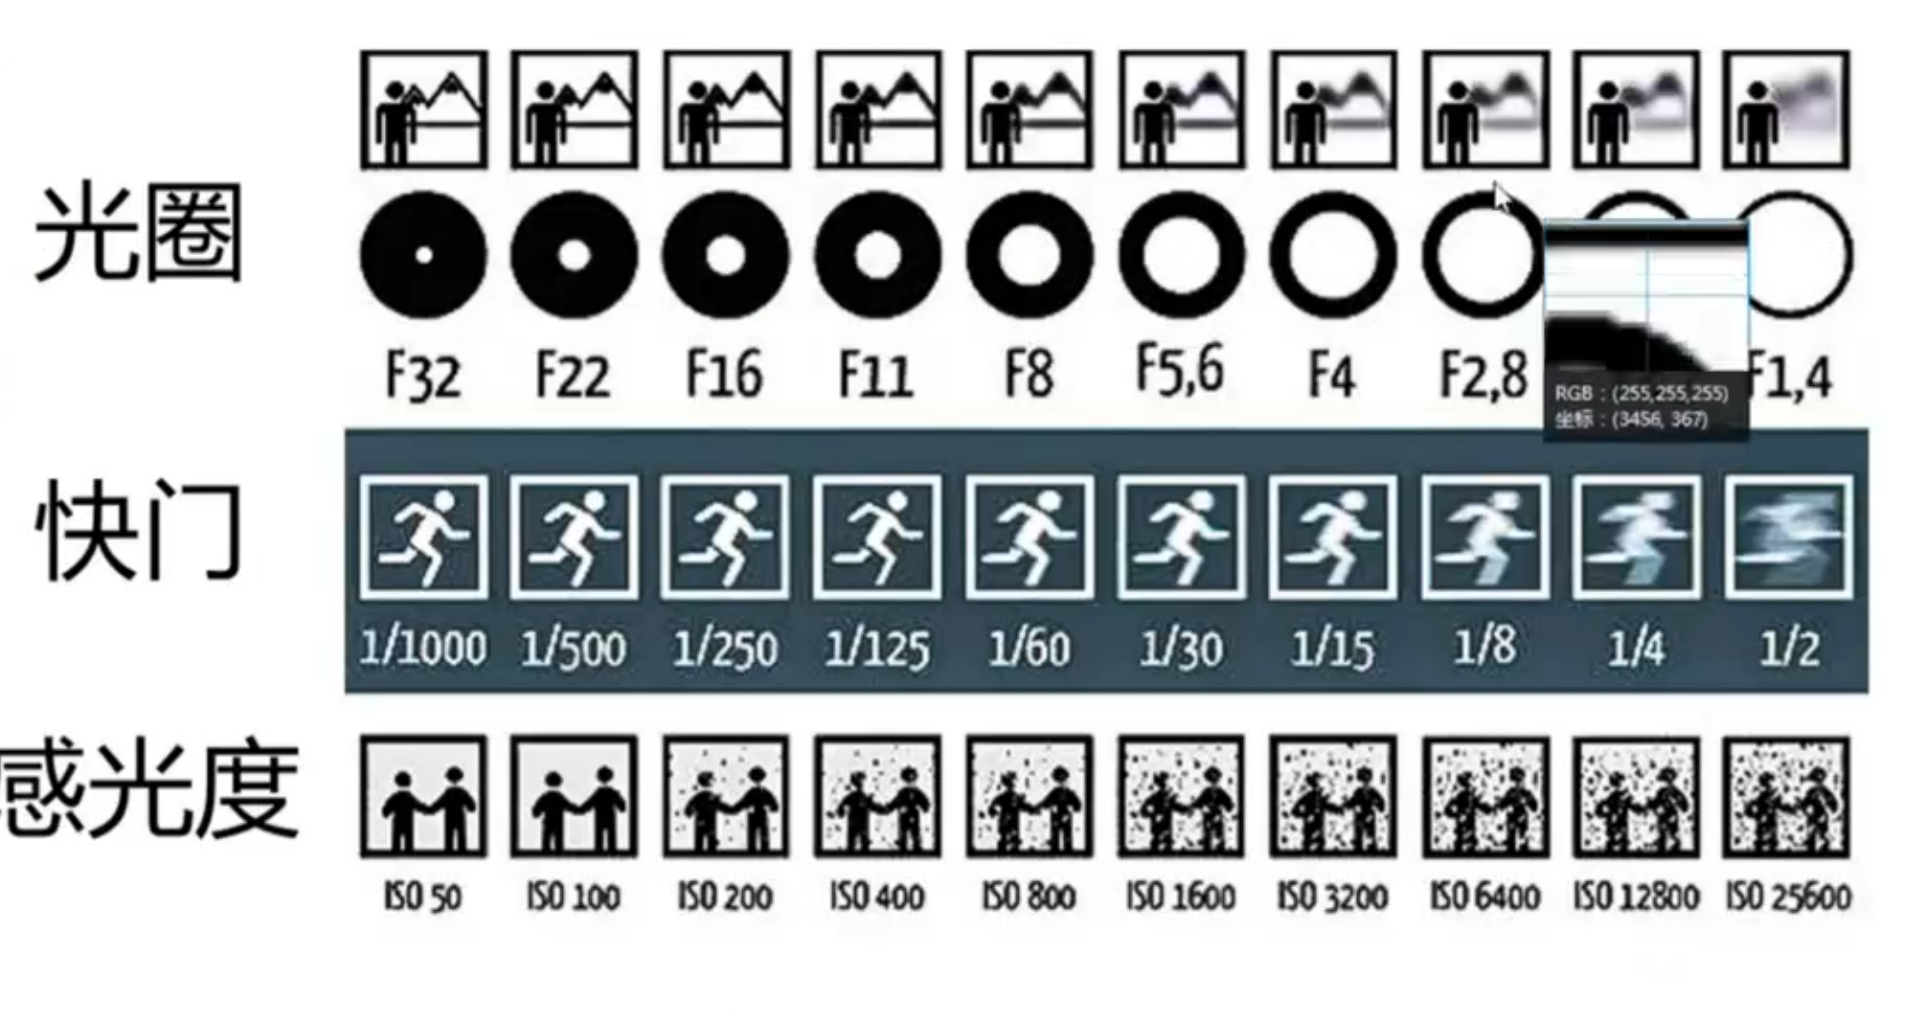 光圈
F32 F22 F16 F11 F8 F5,6 F4 F2,8 F1,4
RGB : (255,255,255)
坐标 : (3456, 367)
快门
1/1000 1/500 1/250 1/125 1/60 1/30 1/15 1/8 1/4 1/2
感光度
ISO 50 ISO 100 ISO 200 ISO 400 ISO 800 ISO 1600 ISO 3200 ISO 6400 ISO 12800 ISO 25600